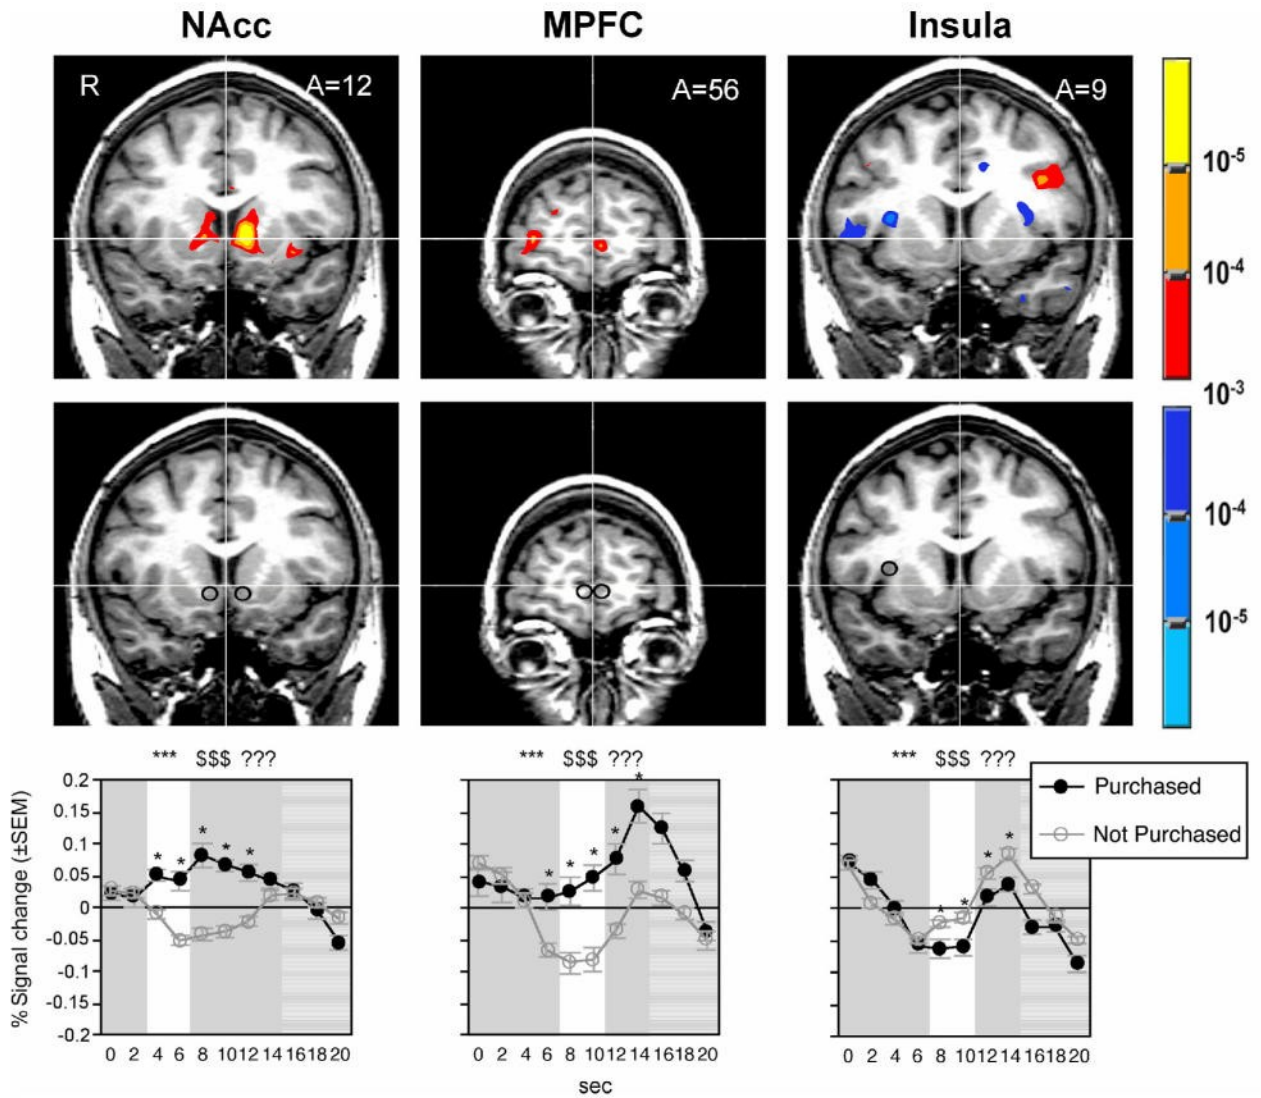 NAcc MPFC Insula
R A=12 A=56 A=9
10-5
10-4
10-3
10-4
10-5
*** $$$ ??? *** $$$ ??? *** $$$ ???
% Signal change (±SEM)
0.2
0.15
0.1
0.05
0
-0.05
-0.1
-0.15
-0.2
* * * * *
* * * * *
* * * *
Purchased
Not Purchased
0 2 4 6 8 10 12 14 16 18 20 0 2 4 6 8 10 12 14 16 18 20 0 2 4 6 8 10 12 14 16 18 20
sec